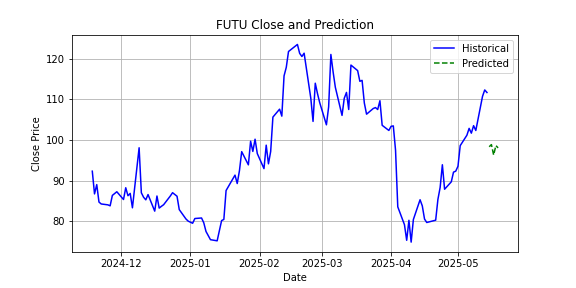 FUTU Close and Prediction
Historical
Predicted
Close Price
120
110
100
90
80
2024-12
2025-01
2025-02
2025-03
2025-04
2025-05
Date